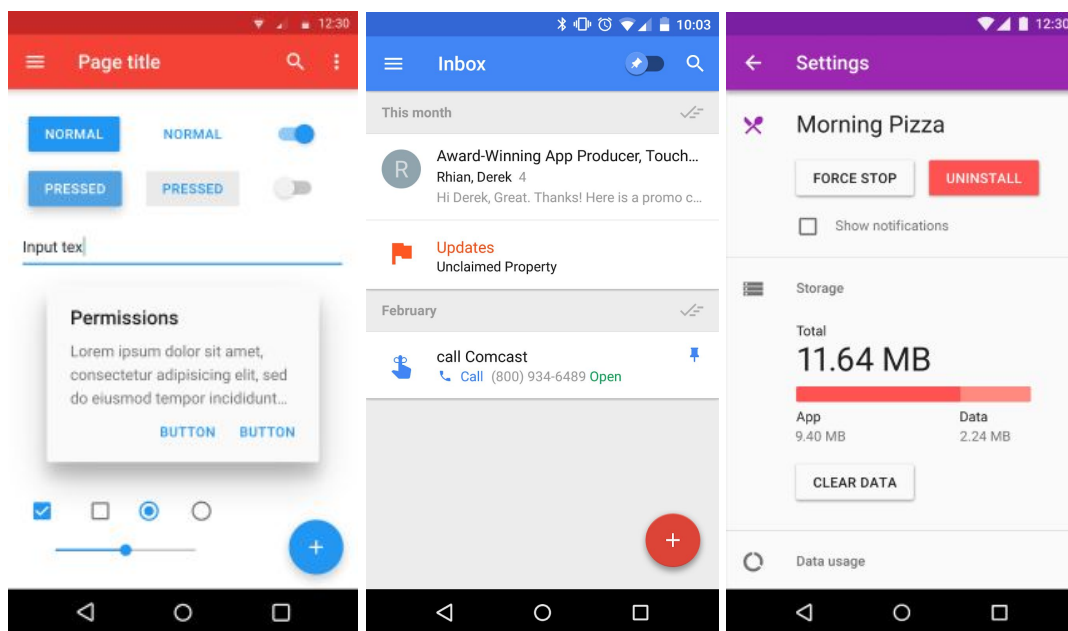 12:30
Page title
NORMAL NORMAL
PRESSED PRESSED
Input tex
Permissions
Lorem ipsum dolor sit amet,
consectetur adipisicing elit, sed
do eiusmod tempor incididunt...
BUTTON BUTTON
10:03
Inbox
This month
R
Award-Winning App Producer, Touch...
Rhian, Derek 4
Hi Derek, Great. Thanks! Here is a promo c...
Updates
Unclaimed Property
February
call Comcast
Call (800) 934-6489 Open
12:30
Settings
Morning Pizza
FORCE STOP UNINSTALL
Show notifications
Storage
Total
11.64 MB
App Data
9.40 MB 2.24 MB
CLEAR DATA
Data usage